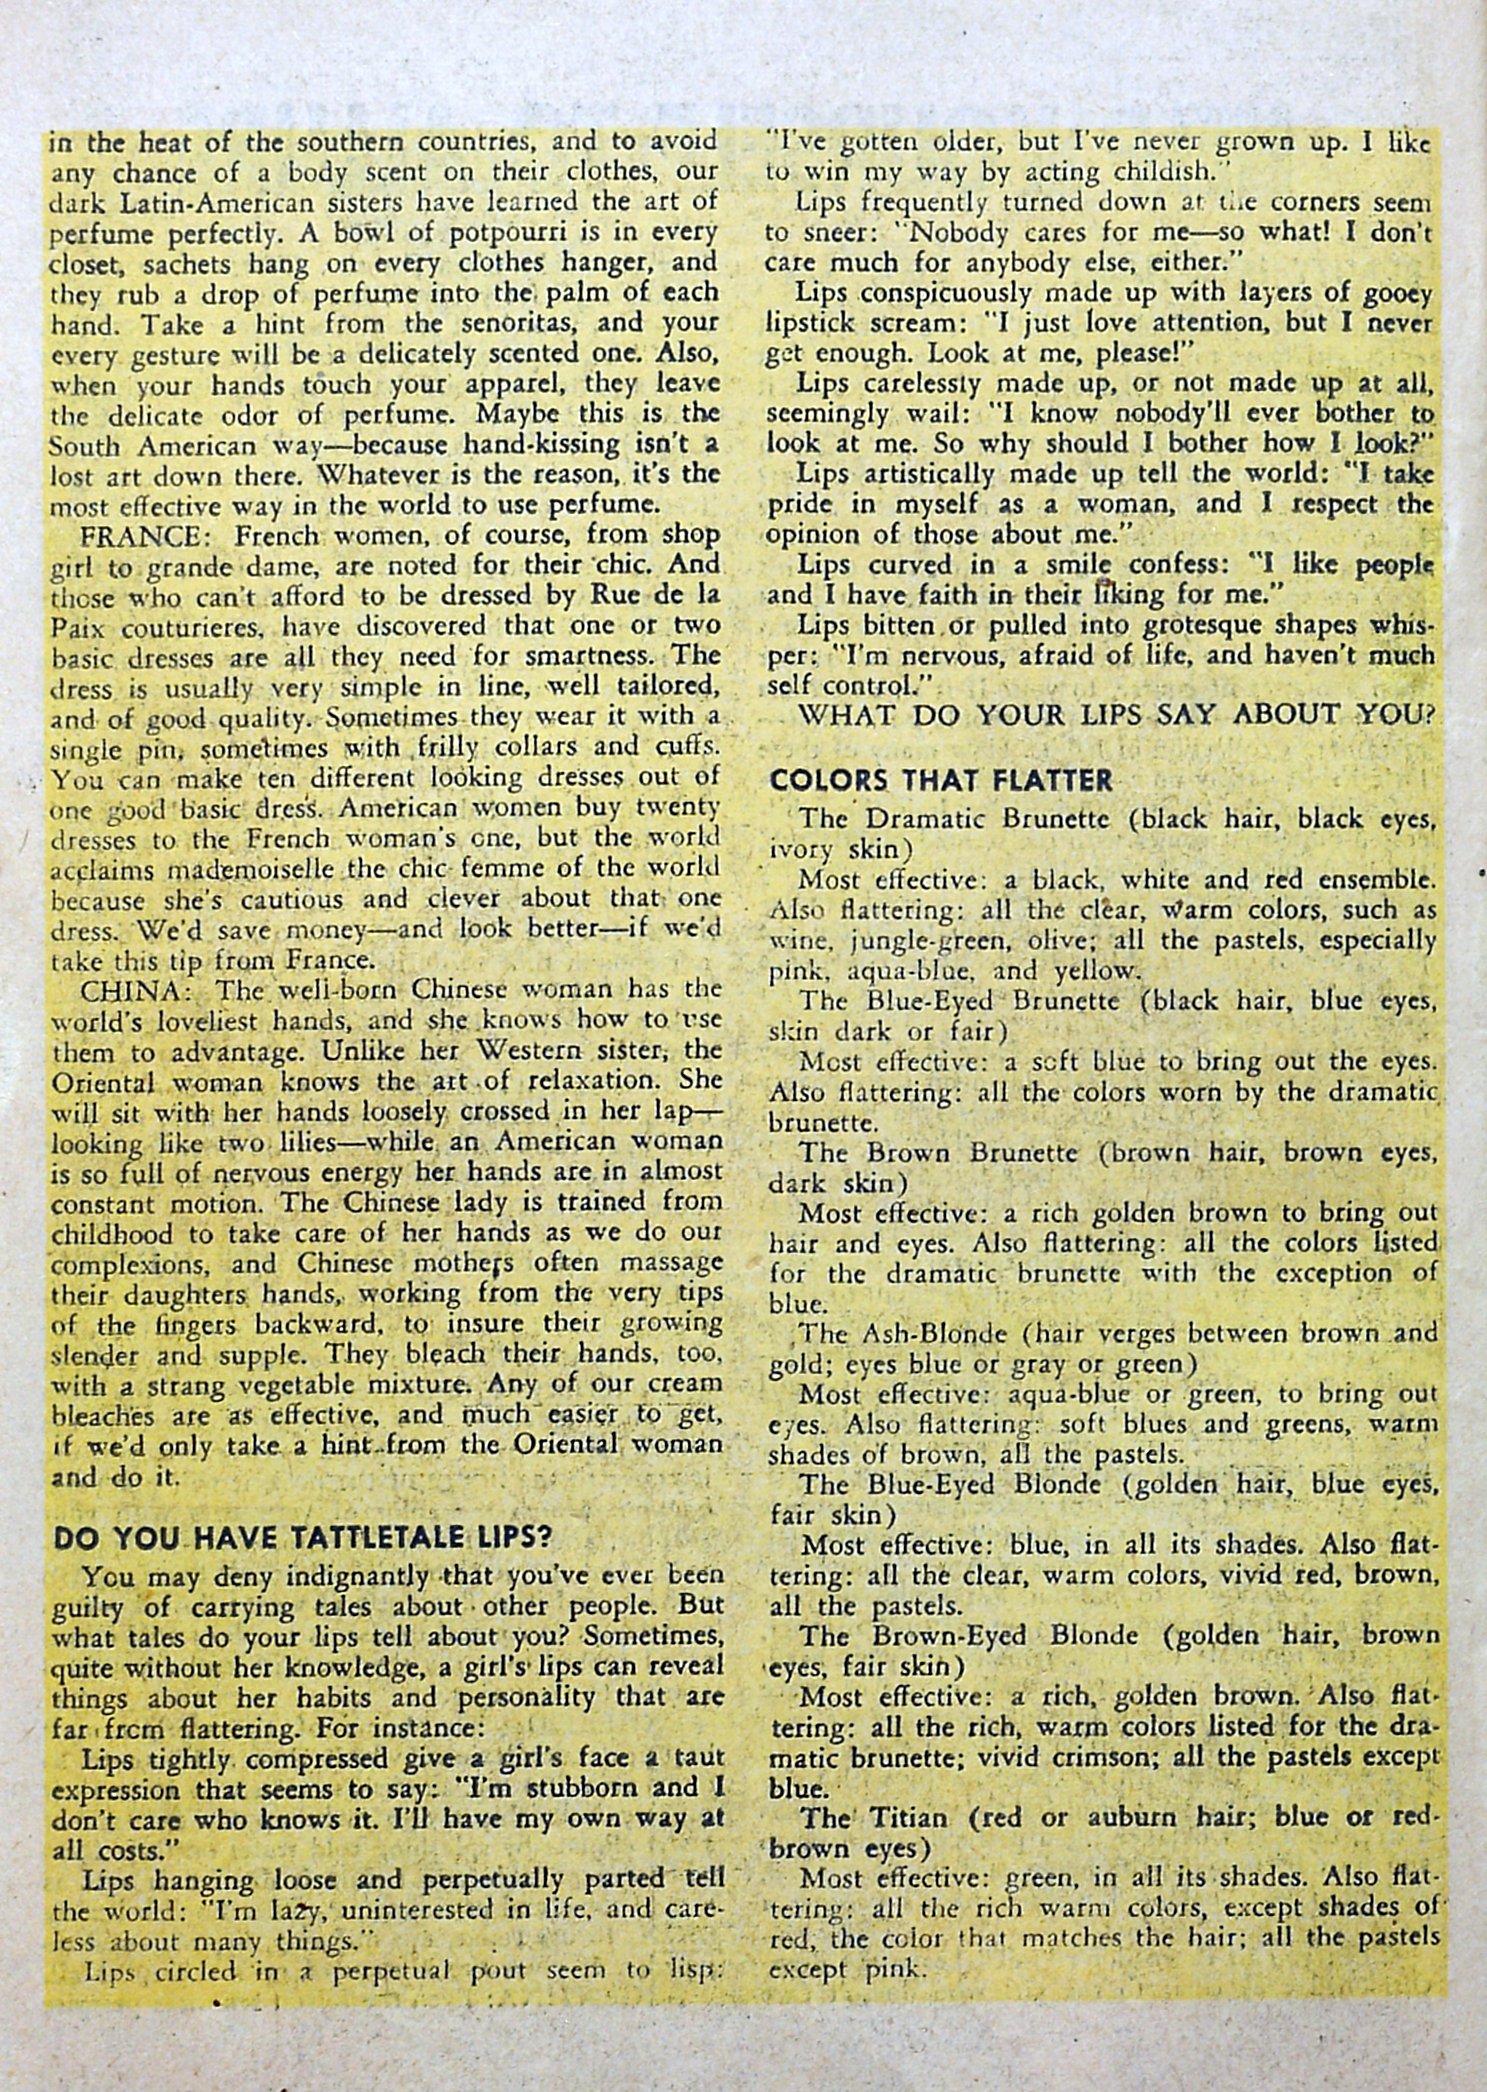 in the heat of the southern countries, and to avoid
any chance of a body scent on their clothes, our
dark Latin-American sisters have learned the art of
perfume perfectly. A bowl of potpourri is in every
closet, sachets hang on every clothes hanger, and
they rub a drop of perfume into the palm of each
hand. Take a hint from the senoritas, and your
every gesture will be a delicately scented one. Also,
when your hands touch your apparel, they leave
the delicate odor of perfume. Maybe this is the
South American way—because hand-kissing isn't a
lost art down there. Whatever is the reason, it's the
most effective way in the world to use perfume.
FRANCE: French women, of course, from shop
girl to grande dame, are noted for their chic. And
those who can't afford to be dressed by Rue de la
Paix couturieres, have discovered that one or two
basic dresses are all they need for smartness. The
dress is usually very simple in line, well tailored,
and of good quality. Sometimes they wear it with a
single pin, sometimes with frilly collars and cuffs.
You can make ten different looking dresses out of
one good basic dress. American women buy twenty
dresses to the French woman's one, but the world
acclaims mademoiselle the chic femme of the world
because she's cautious and clever about that one
dress. We'd save money—and look better—if we'd
take this tip from France.
CHINA: The well-born Chinese woman has the
world's loveliest hands, and she knows how to use
them to advantage. Unlike her Western sister, the
Oriental woman knows the art of relaxation. She
will sit with her hands loosely crossed in her lap—
looking like two lilies—while an American woman
is so full of nervous energy her hands are in almost
constant motion. The Chinese lady is trained from
childhood to take care of her hands as we do our
complexions, and Chinese mothers often massage
their daughters hands, working from the very tips
of the fingers backward, to insure their growing
slender and supple. They bleach their hands, too,
with a strang vegetable mixture. Any of our cream
bleaches are as effective, and much easier to get,
if we'd only take a hint from the Oriental woman
and do it.
DO YOU HAVE TATTLETALE LIPS?
You may deny indignantly that you've ever been
guilty of carrying tales about other people. But
what tales do your lips tell about you? Sometimes,
quite without her knowledge, a girl's lips can reveal
things about her habits and personality that are
far from flattering. For instance:
Lips tightly compressed give a girl's face a taut
expression that seems to say: "I'm stubborn and I
don't care who knows it. I'll have my own way at
all costs."
Lips hanging loose and perpetually parted tell
the world: "I'm lazy, uninterested in life, and care-
less about many things."
Lips circled in a perpetual pout seem to lisp:
"I've gotten older, but I've never grown up. I like
to win my way by acting childish."
Lips frequently turned down at the corners seem
to sneer: "Nobody cares for me—so what! I don't
care much for anybody else, either."
Lips conspicuously made up with layers of gooey
lipstick scream: "I just love attention, but I never
get enough. Look at me, please!"
Lips carelessly made up, or not made up at all,
seemingly wail: "I know nobody'll ever bother to
look at me. So why should I bother how I look?"
Lips artistically made up tell the world: "I take
pride in myself as a woman, and I respect the
opinion of those about me."
Lips curved in a smile confess: "I like people
and I have faith in their liking for me."
Lips bitten or pulled into grotesque shapes whis-
per: "I'm nervous, afraid of life, and haven't much
self control."
WHAT DO YOUR LIPS SAY ABOUT YOU?
COLORS THAT FLATTER
The Dramatic Brunette (black hair, black eyes,
ivory skin)
Most effective: a black, white and red ensemble.
Also flattering: all the clear, warm colors, such as
wine, jungle-green, olive; all the pastels, especially
pink, aqua-blue, and yellow.
The Blue-Eyed Brunette (black hair, blue eyes,
skin dark or fair)
Most effective: a soft blue to bring out the eyes.
Also flattering: all the colors worn by the dramatic
brunette.
The Brown Brunette (brown hair, brown eyes,
dark skin)
Most effective: a rich golden brown to bring out
hair and eyes. Also flattering: all the colors listed
for the dramatic brunette with the exception of
blue.
The Ash-Blonde (hair verges between brown and
gold; eyes blue or gray or green)
Most effective: aqua-blue or green, to bring out
eyes. Also flattering: soft blues and greens, warm
shades of brown, all the pastels.
The Blue-Eyed Blonde (golden hair, blue eyes,
fair skin)
Most effective: blue, in all its shades. Also flat-
tering: all the clear, warm colors, vivid red, brown,
all the pastels.
The Brown-Eyed Blonde (golden hair, brown
eyes, fair skin)
Most effective: a rich, golden brown. Also flat-
tering: all the rich, warm colors listed for the dra-
matic brunette; vivid crimson; all the pastels except
blue.
The Titian (red or auburn hair; blue or red-
brown eyes)
Most effective: green, in all its shades. Also flat-
tering: all the rich warm colors, except shades of
red, the color that matches the hair; all the pastels
except pink.